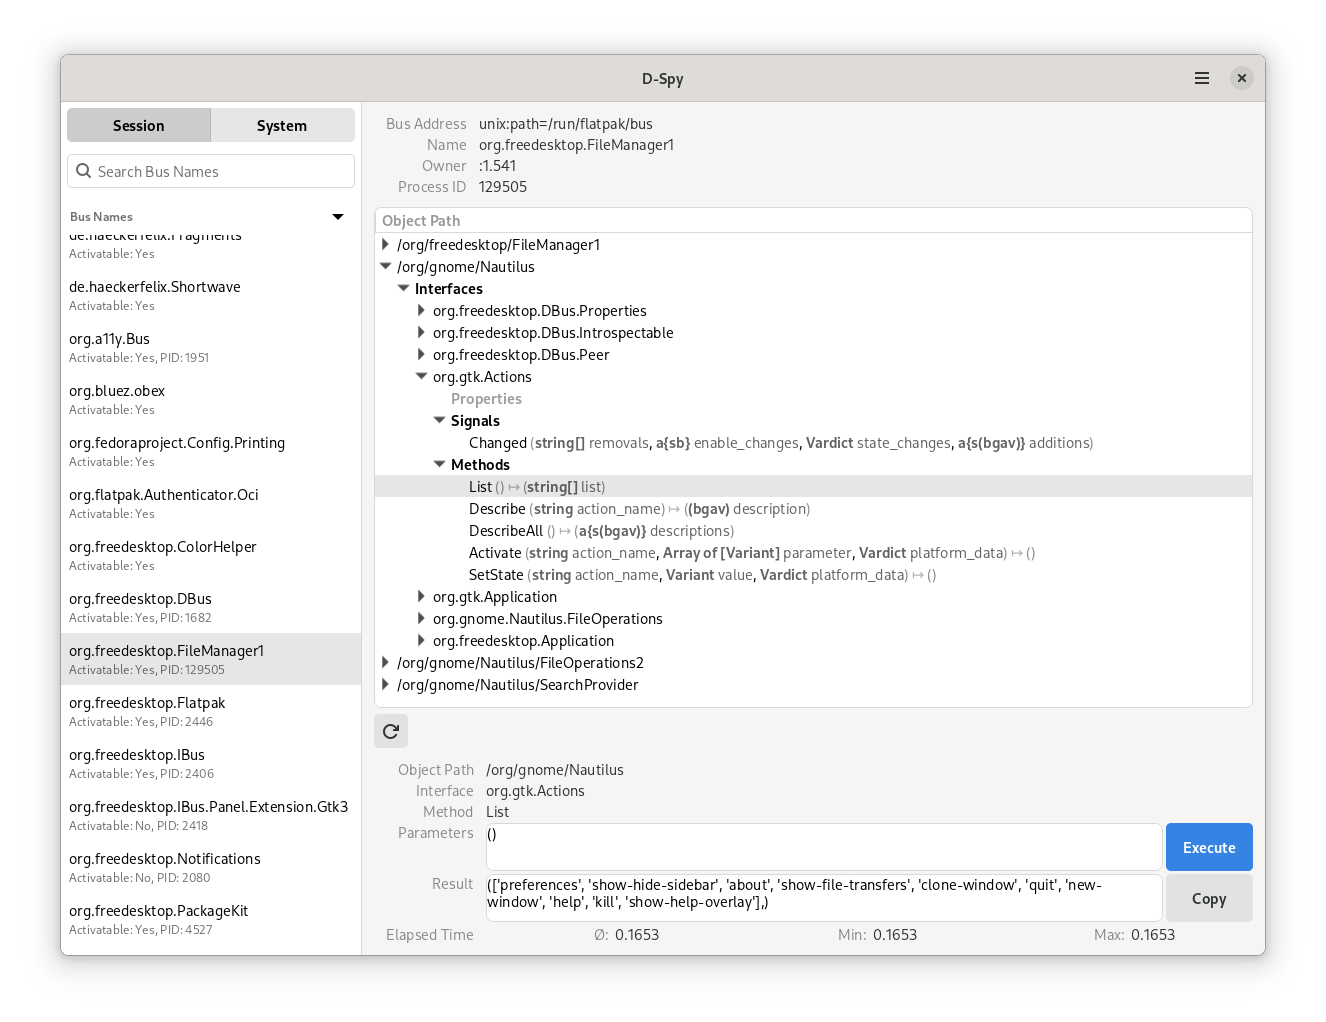 D-Spy
Session
System
Search Bus Names
Bus Names
de.haeckerfelix.Fragments
Activatable: Yes
de.haeckerfelix.Shortwave
Activatable: Yes
org.a11y.Bus
Activatable: Yes, PID: 1951
org.bluez.obex
Activatable: Yes
org.fedoraproject.Config.Printing
Activatable: Yes
org.flatpak.Authenticator.Oci
Activatable: Yes
org.freedesktop.ColorHelper
Activatable: Yes
org.freedesktop.DBus
Activatable: Yes, PID: 1682
org.freedesktop.FileManager1
Activatable: Yes, PID: 129505
org.freedesktop.Flatpak
Activatable: Yes, PID: 2446
org.freedesktop.IBus
Activatable: Yes, PID: 2406
org.freedesktop.IBus.Panel.Extension.Gtk3
Activatable: No, PID: 2418
org.freedesktop.Notifications
Activatable: No, PID: 2080
org.freedesktop.PackageKit
Activatable: Yes, PID: 4527
Bus Address unix:path=/run/flatpak/bus
Name org.freedesktop.FileManager1
Owner :1.541
Process ID 129505
Object Path
/org/freedesktop/FileManager1
/org/gnome/Nautilus
Interfaces
org.freedesktop.DBus.Properties
org.freedesktop.DBus.Introspectable
org.freedesktop.DBus.Peer
org.gtk.Actions
Properties
Signals
Changed (string[] removals, a{sb} enable_changes, Vardict state_changes, a{s(bgav)} additions)
Methods
List () ↦ (string[] list)
Describe (string action_name) ↦ ((bgav) description)
DescribeAll () ↦ (a{s(bgav)} descriptions)
Activate (string action_name, Array of [Variant] parameter, Vardict platform_data) ↦ ()
SetState (string action_name, Variant value, Vardict platform_data) ↦ ()
org.gtk.Application
org.gnome.Nautilus.FileOperations
org.freedesktop.Application
/org/gnome/Nautilus/FileOperations2
/org/gnome/Nautilus/SearchProvider
Object Path /org/gnome/Nautilus
Interface org.gtk.Actions
Method List
Parameters ()
Execute
Result (['preferences', 'show-hide-sidebar', 'about', 'show-file-transfers', 'clone-window', 'quit', 'new-
window', 'help', 'kill', 'show-help-overlay'],)
Copy
Elapsed Time Ø: 0.1653 Min: 0.1653 Max: 0.1653